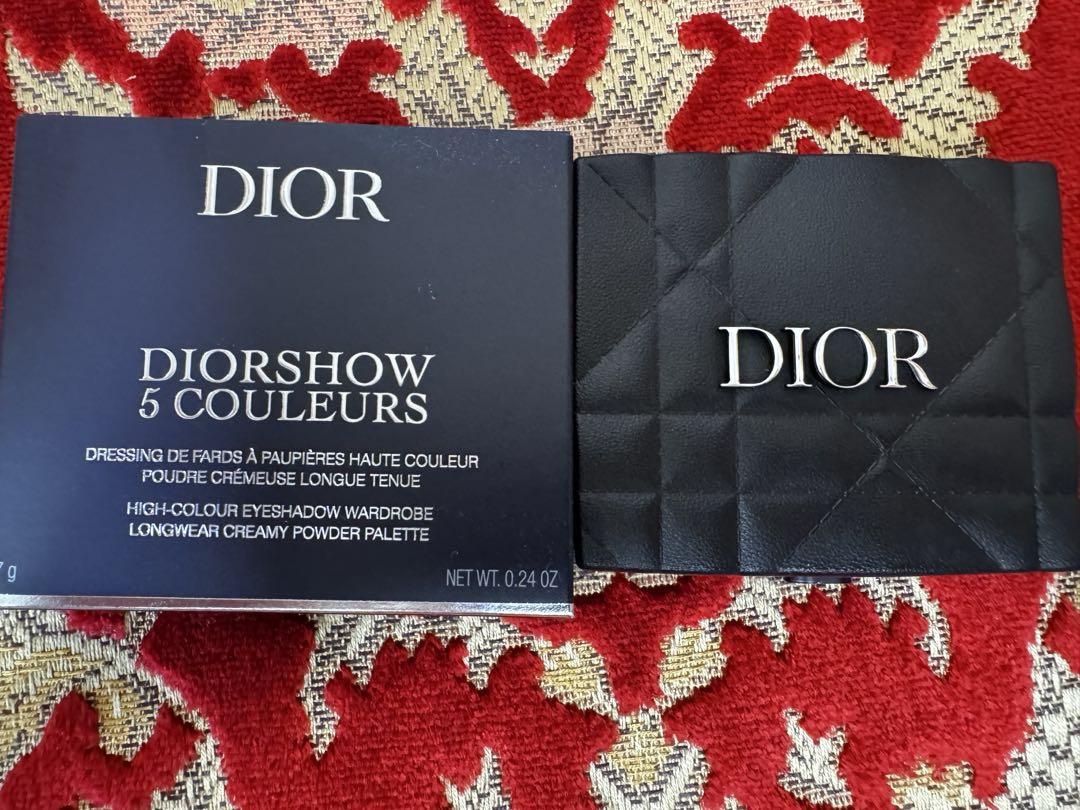 DIOR
DIORSHOW
5 COULEURS
DRESSING DE FARDS À PAUPIÈRES HAUTE COULEUR
POUDRE CRÉMEUSE LONGUE TENUE
HIGH-COLOUR EYESHADOW WARDROBE
LONGWEAR CREAMY POWDER PALETTE
7 g
NET WT. 0.24 OZ
DIOR